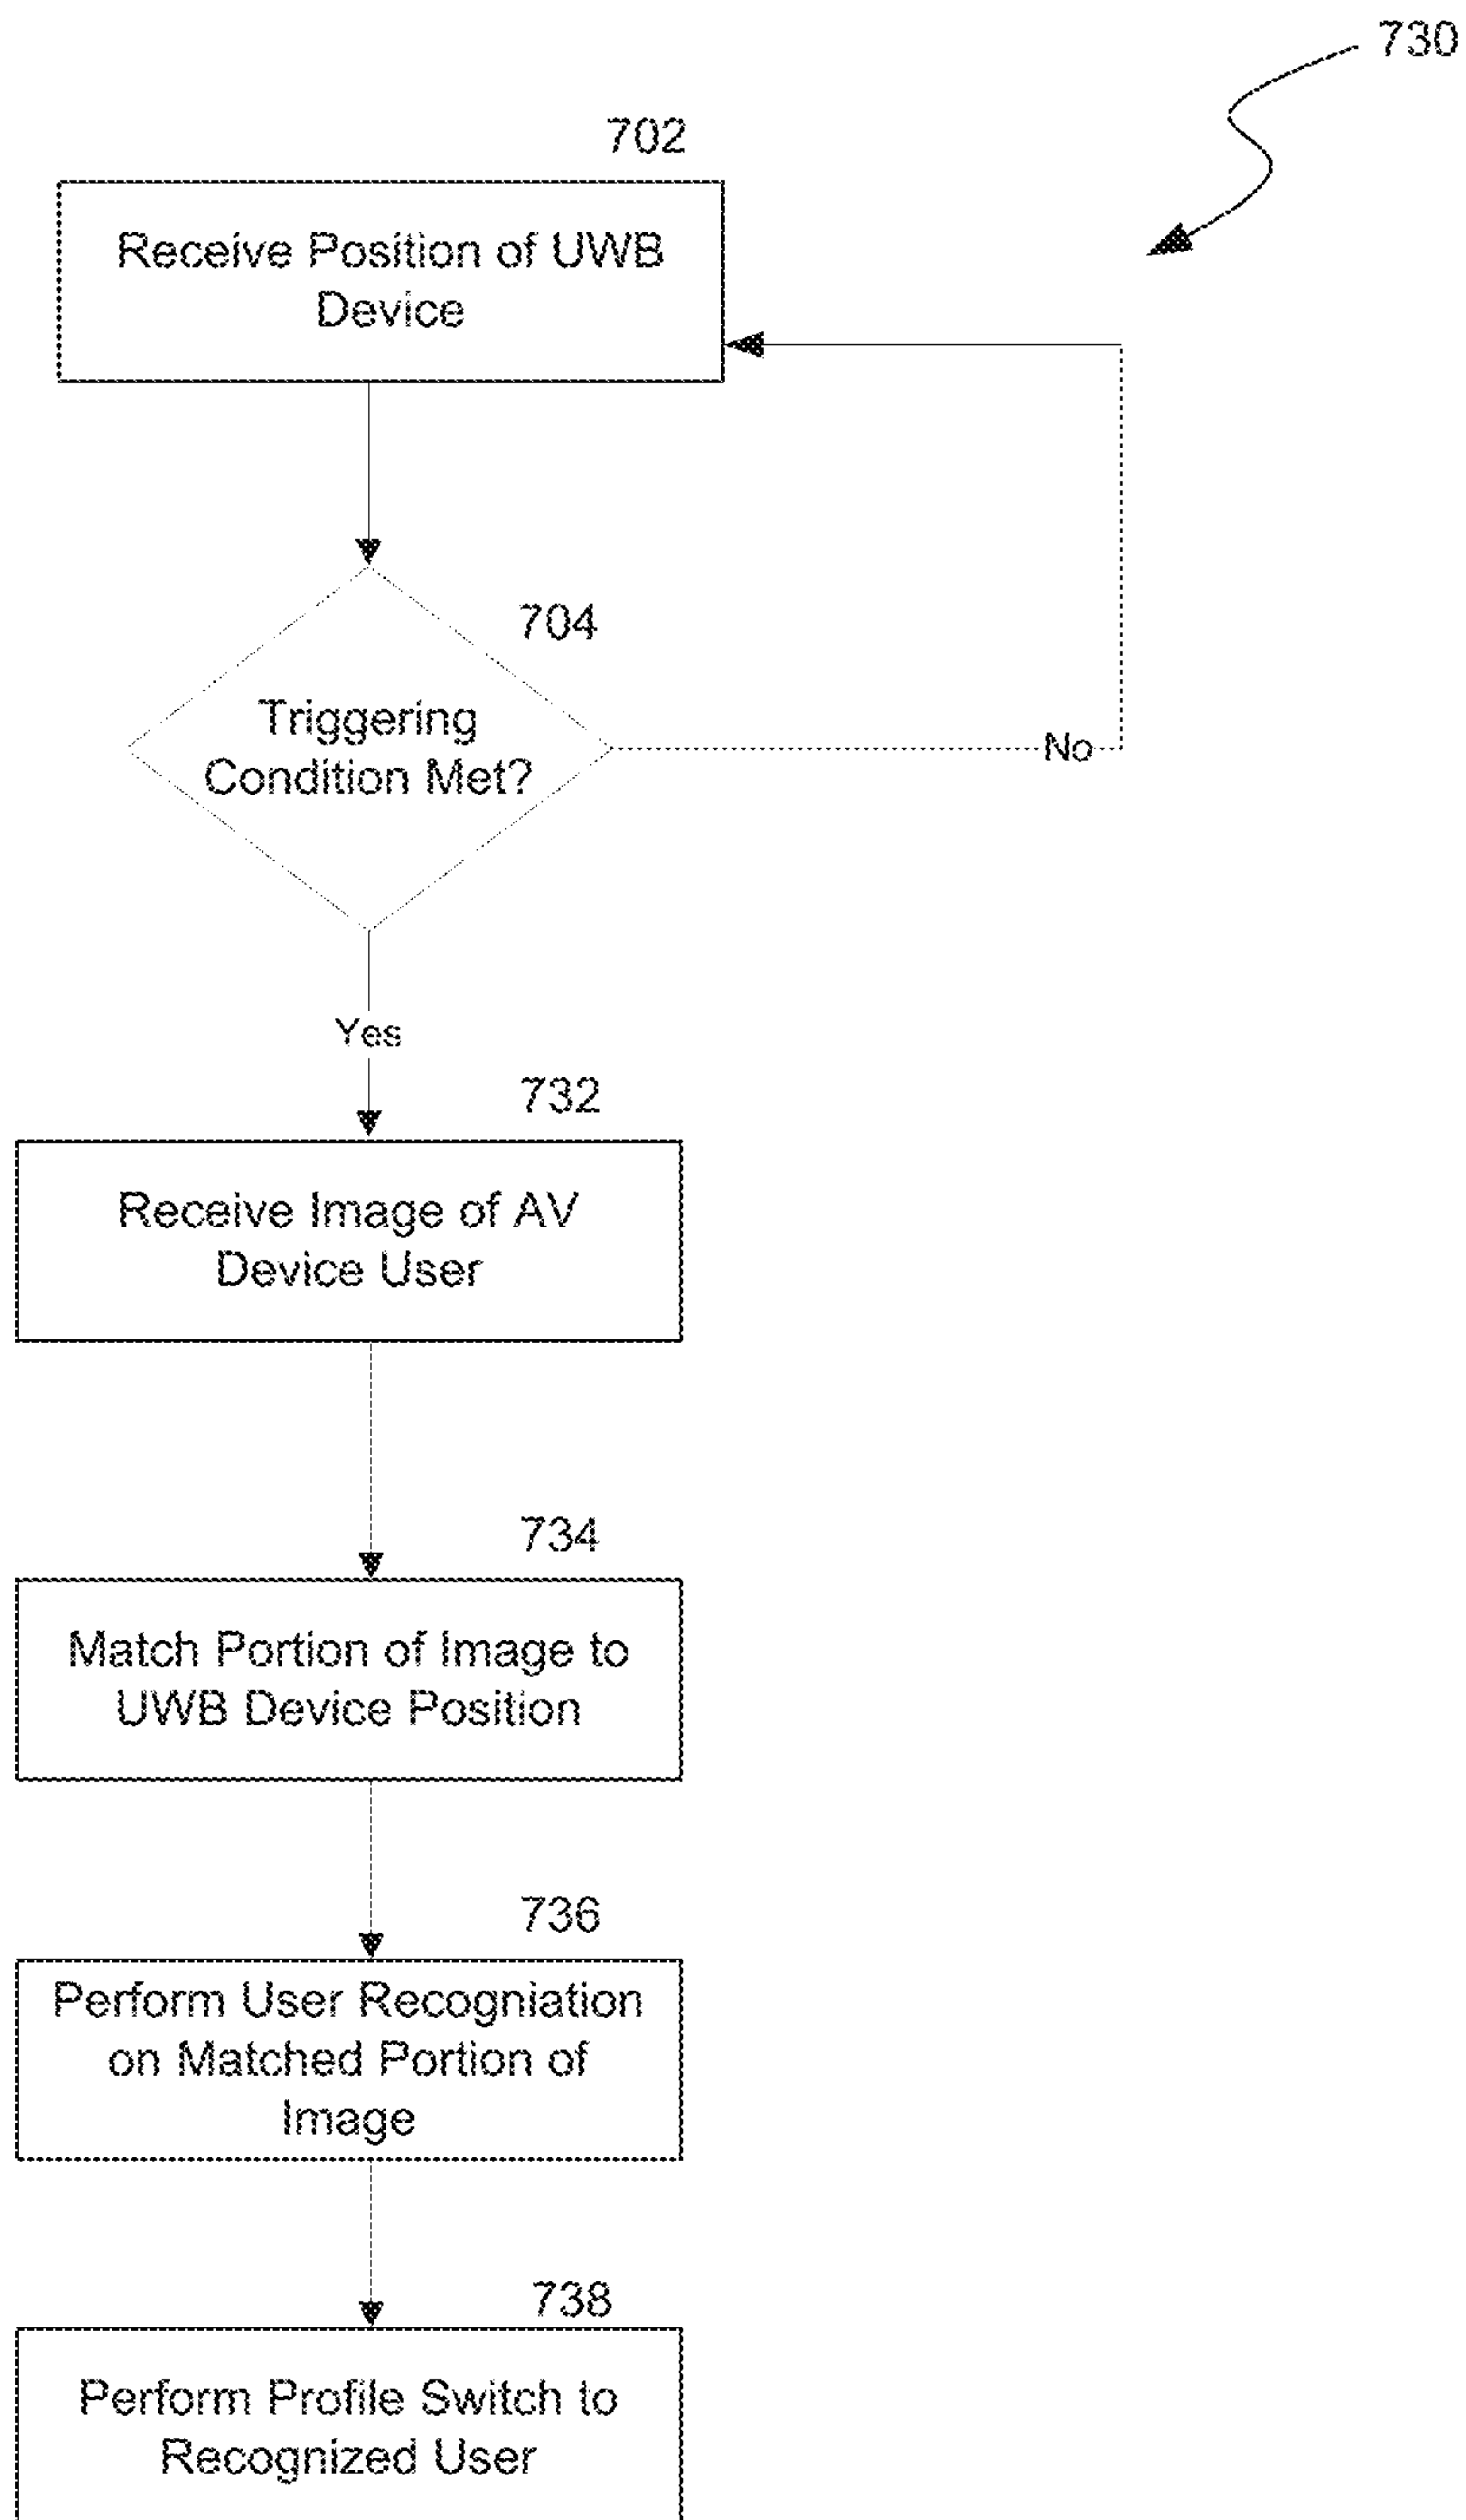 730
702
Receive Position of UWB
Device
704
Triggering
Condition Met?
No
Yes
732
Receive Image of AV
Device User
734
Match Portion of Image to
UWB Device Position
736
Perform User Recogniation
on Matched Portion of
Image
738
Perform Profile Switch to
Recognized User